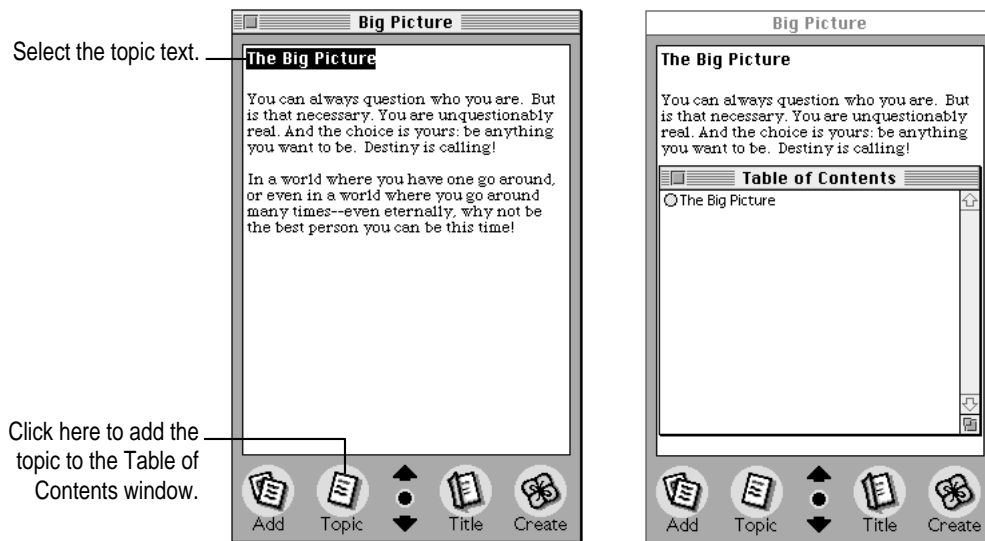 Select the topic text.
Click here to add the
topic to the Table of
Contents window.
Big Picture
The Big Picture
You can always question who you are. But
is that necessary. You are unquestionably
real. And the choice is yours: be anything
you want to be. Destiny is calling!
In a world where you have one go around,
or even in a world where you go around
many times--even eternally, why not be
the best person you can be this time!
Add Topic Title Create
Big Picture
The Big Picture
You can always question who you are. But
is that necessary. You are unquestionably
real. And the choice is yours: be anything
you want to be. Destiny is calling!
Table of Contents
The Big Picture
Add Topic Title Create